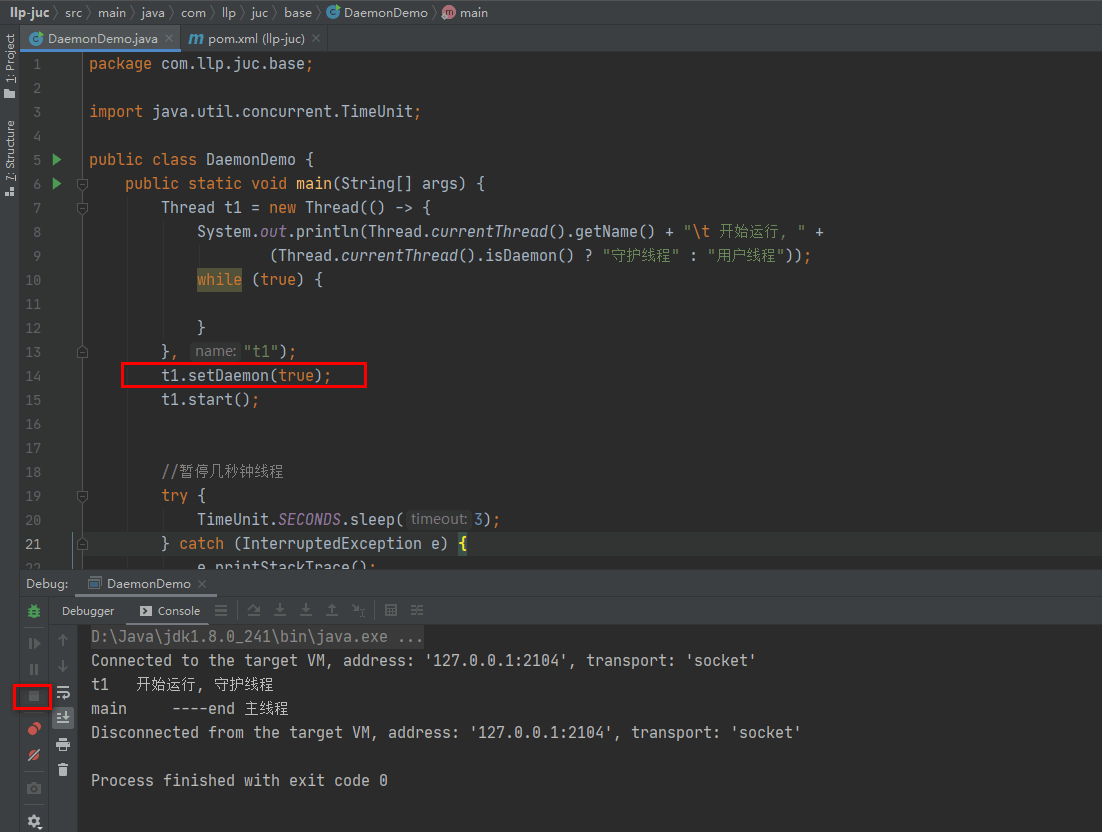 llp-juc src main java com llp juc base DaemonDemo m main
DaemonDemo.java m pom.xml (llp-juc)
1: Project
7: Structure
1 package com.llp.juc.base;
2
3 import java.util.concurrent.TimeUnit;
4
5 public class DaemonDemo {
6 public static void main(String[] args) {
7 Thread t1 = new Thread(() -> {
8 System.out.println(Thread.currentThread().getName() + "\t 开始运行, " +
9 (Thread.currentThread().isDaemon() ? "守护线程" : "用户线程"));
10 while (true) {
11
12 }
13 }, name: "t1");
14 t1.setDaemon(true);
15 t1.start();
16
17
18 //暂停几秒钟线程
19 try {
20 TimeUnit.SECONDS.sleep( timeout: 3);
21 } catch (InterruptedException e) {
22 e.printStackTrace();
Debug: DaemonDemo
Debugger Console
D:\Java\jdk1.8.0_241\bin\java.exe ...
Connected to the target VM, address: '127.0.0.1:2104', transport: 'socket'
t1 开始运行, 守护线程
main ----end 主线程
Disconnected from the target VM, address: '127.0.0.1:2104', transport: 'socket'
Process finished with exit code 0